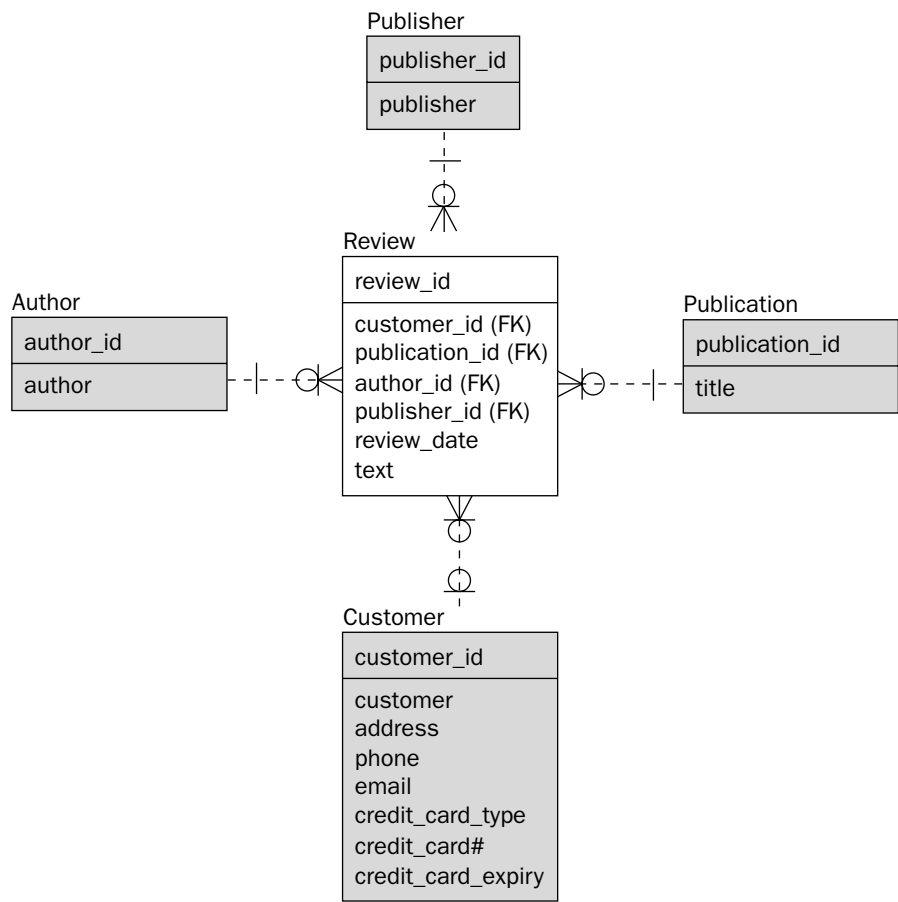 Publisher
publisher_id
publisher
Review
review_id
customer_id (FK)
publication_id (FK)
author_id (FK)
publisher_id (FK)
review_date
text
Author
author_id
author
Publication
publication_id
title
Customer
customer_id
customer
address
phone
email
credit_card_type
credit_card#
credit_card_expiry